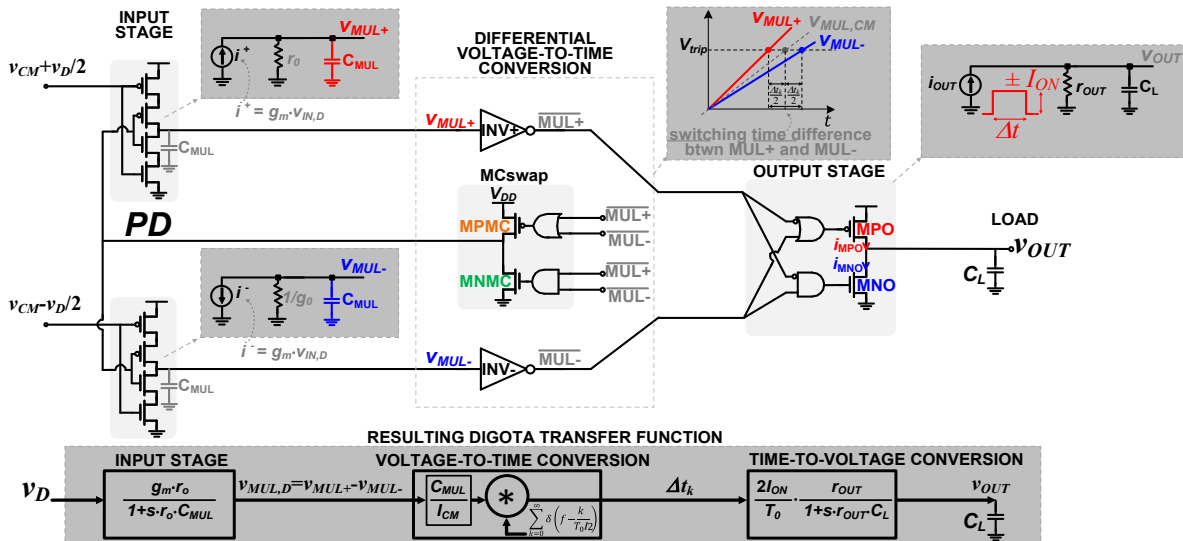 INPUT
STAGE
v_CM+v_D/2
v_MUL+
i⁺
r₀
C_MUL
i⁺ = g_m·v_IN,D
C_MUL
DIFFERENTIAL
VOLTAGE-TO-TIME
CONVERSION
v_MUL+
INV+
MUL+
V_trip
v_MUL+
v_MUL,CM
v_MUL-
Δt_k
2
Δt_k
2
t
switching time difference
btwn MUL+ and MUL-
v_OUT
i_OUT
± I_ON
Δt
r_OUT
C_L
PD
MCswap
V_DD
MPMC
MUL+
MUL-
MNMC
MUL+
MUL-
OUTPUT STAGE
MPO
i_MPO
i_MNO
MNO
LOAD
v_OUT
C_L
v_CM-v_D/2
v_MUL-
i⁻
1/g₀
C_MUL
i⁻ = g_m·v_IN,D
C_MUL
v_MUL-
INV-
MUL-
RESULTING DIGOTA TRANSFER FUNCTION
INPUT STAGE
VOLTAGE-TO-TIME CONVERSION
TIME-TO-VOLTAGE CONVERSION
v_D
g_m·r_o
1+s·r_o·C_MUL
v_MUL,D=v_MUL+-v_MUL-
C_MUL
I_CM
*
∞
∑ δ(f − k/T₀/2)
k=0
Δt_k
2I_ON
T₀
·
r_OUT
1+s·r_OUT·C_L
v_OUT
C_L